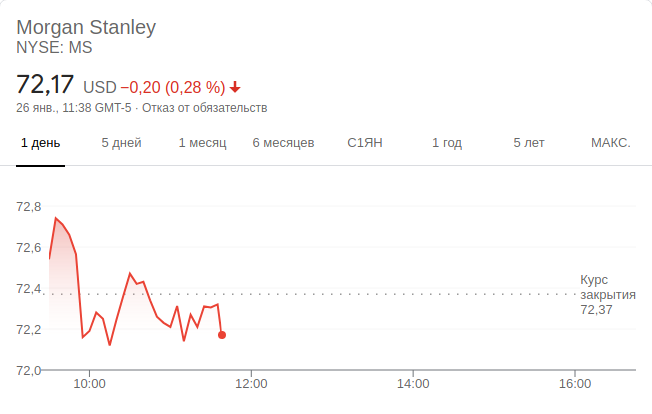 Morgan Stanley
NYSE: MS
72,17 USD −0,20 (0,28 %)
26 янв., 11:38 GMT-5 · Отказ от обязательств
1 день 5 дней 1 месяц 6 месяцев С1ЯН 1 год 5 лет МАКС.
72,8
72,6
72,4
72,2
72,0
Курс
закрытия
72,37
10:00 12:00 14:00 16:00